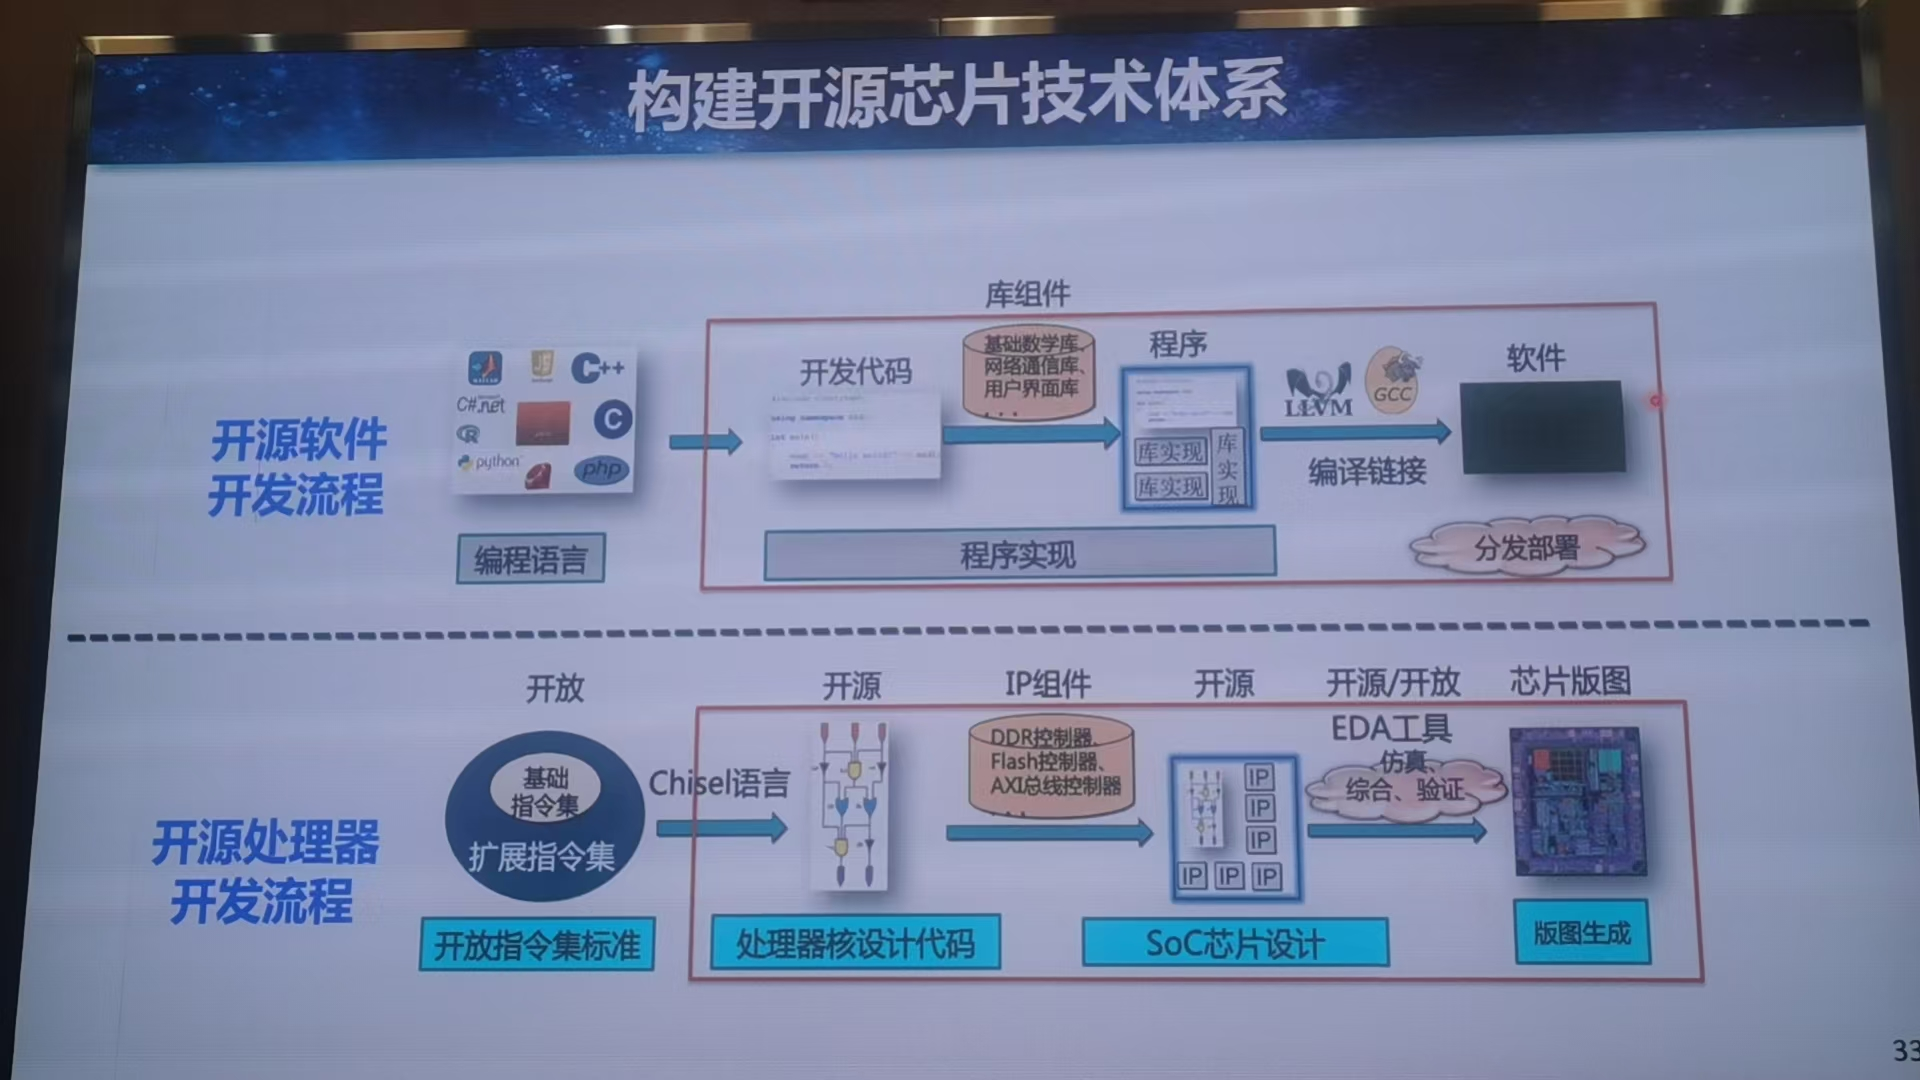 构建开源芯片技术体系
库组件
开源软件
开发流程
MATLAB
C++
C#.net
C
R
python
php
编程语言
开发代码
using namespace std;
int main()
return
基础数学库、
网络通信库、
用户界面库
...
程序
库实现
库实现
库实现
LLVM
GCC
编译链接
软件
程序实现
分发部署
开源处理器
开发流程
开放
基础
指令集
扩展指令集
开放指令集标准
Chisel语言
开源
处理器核设计代码
IP组件
DDR控制器、
Flash控制器、
AXI总线控制器
...
开源
IP
IP
IP
IP IP IP
SoC芯片设计
开源/开放
EDA工具
仿真、
综合、验证
芯片版图
版图生成
33